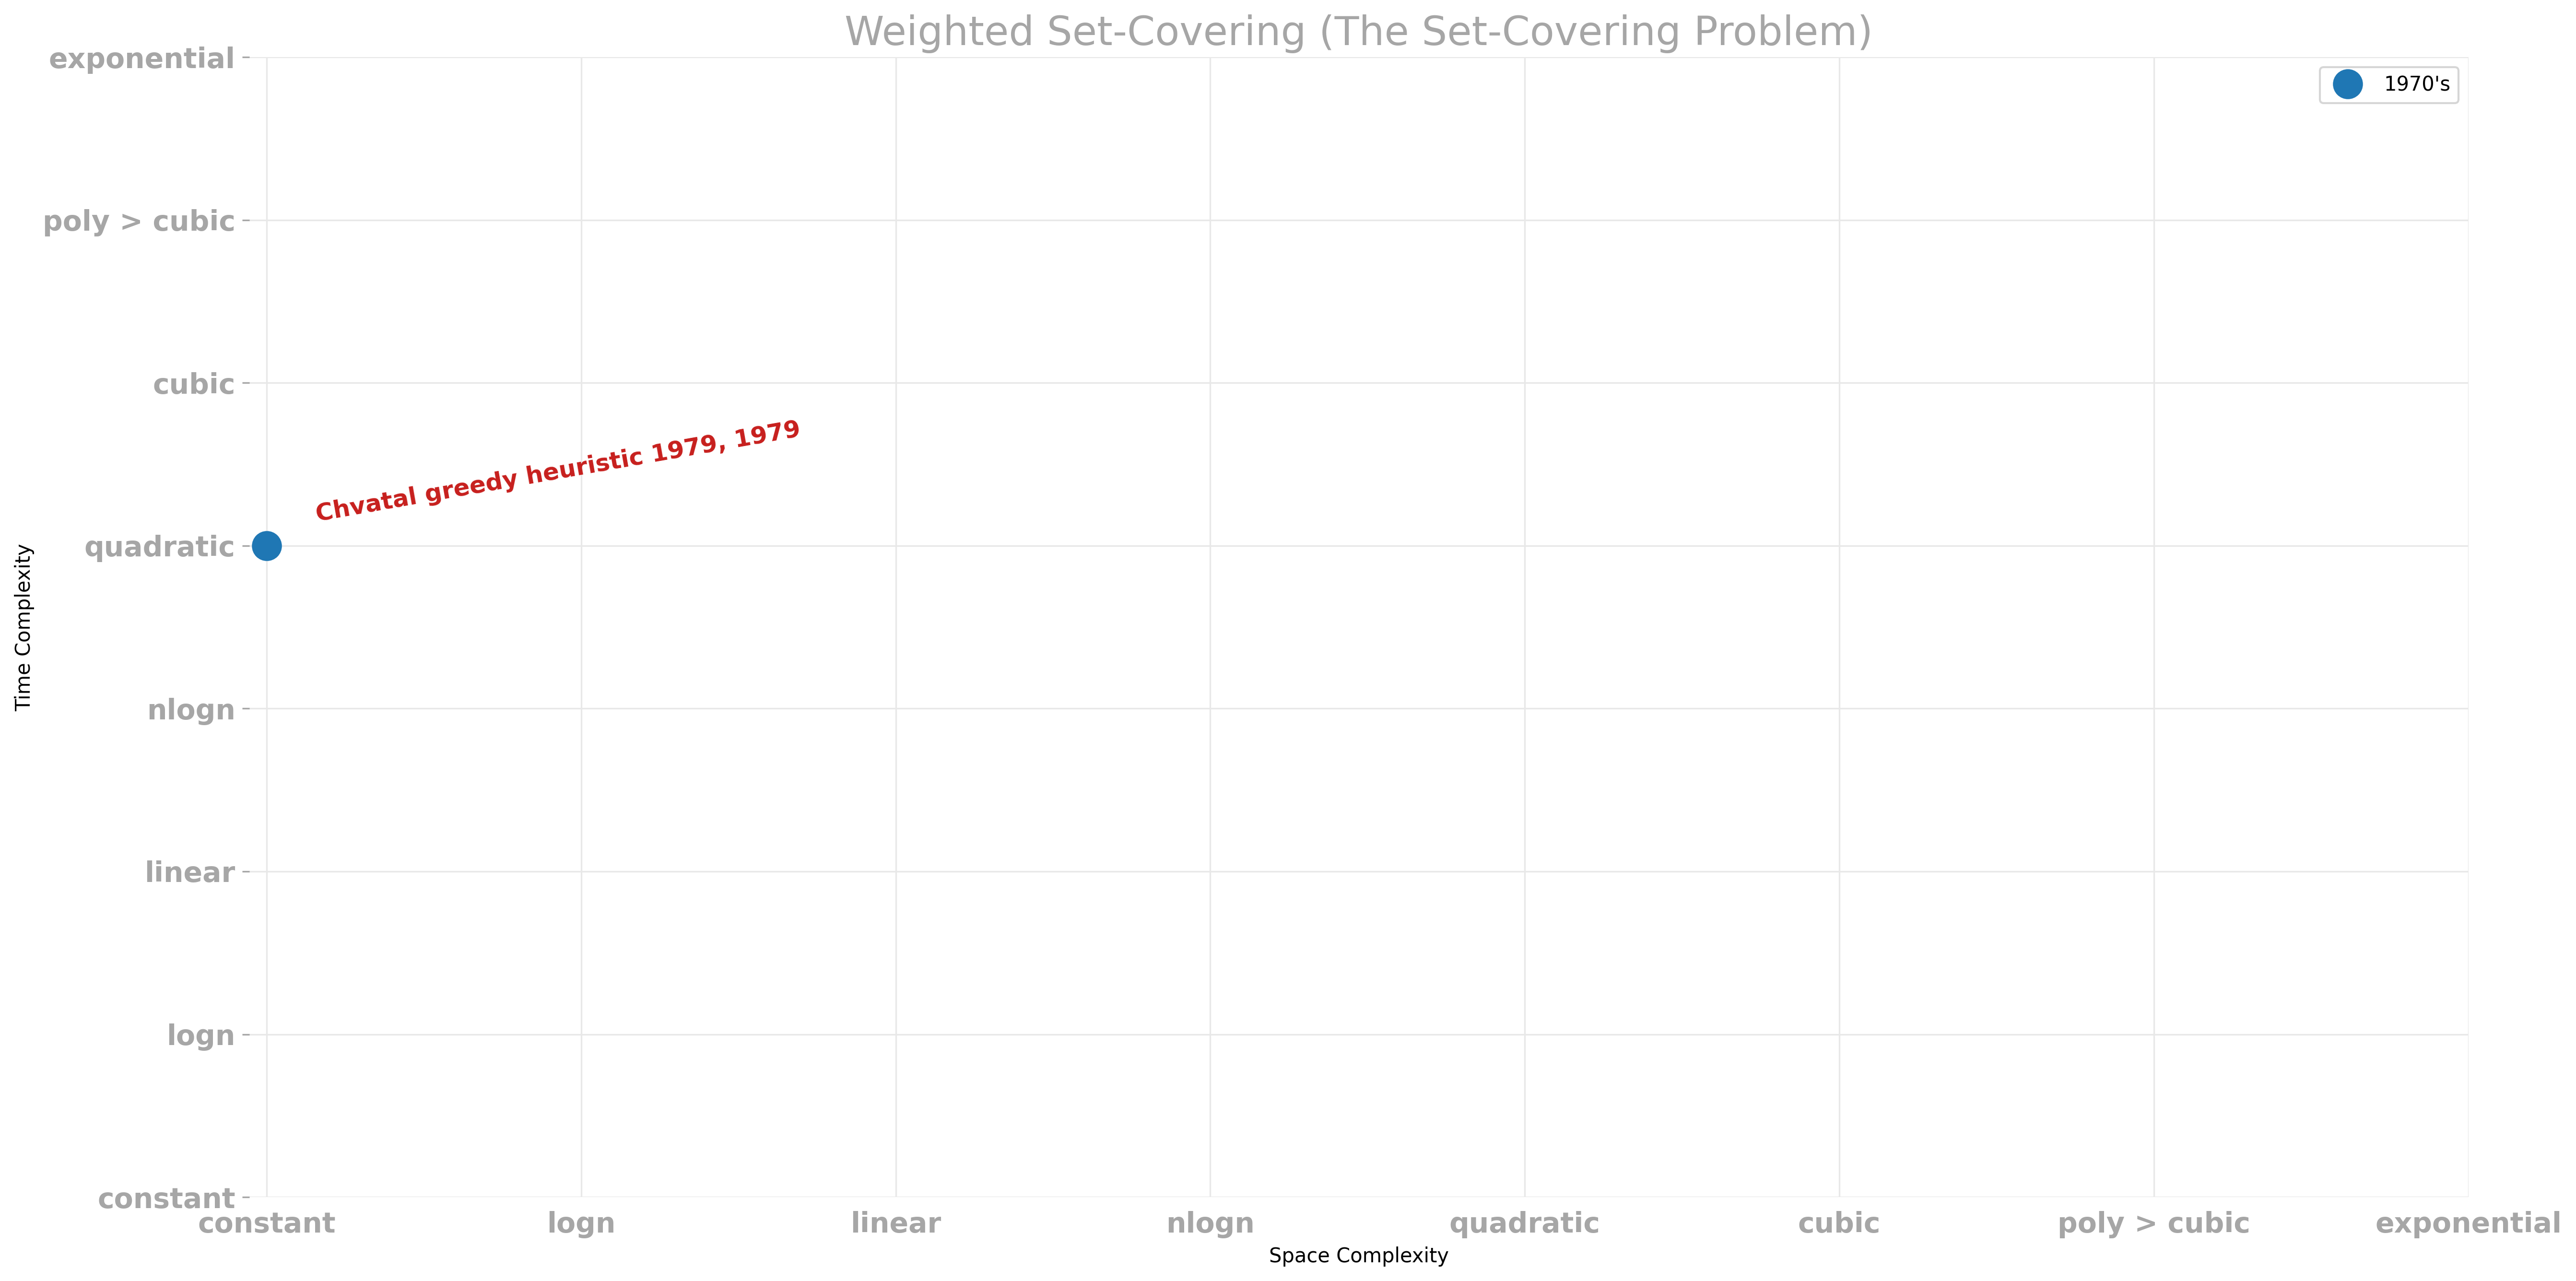 Weighted Set-Covering (The Set-Covering Problem)
1970's
Time Complexity
exponential
poly > cubic
cubic
quadratic
nlogn
linear
logn
constant
Chvatal greedy heuristic 1979, 1979
constant
logn
linear
nlogn
quadratic
cubic
poly > cubic
exponential
Space Complexity